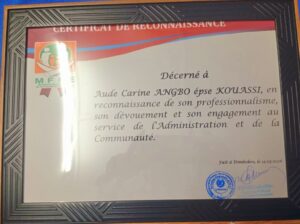 CERTIFICAT DE RECONNAISSANCE
Décerné à
Aude Carine ANGBO épse KOUASSI, en
reconnaissance de son professionnalisme,
son dévouement et son engagement au
service de l'Administration et de la
Communauté.